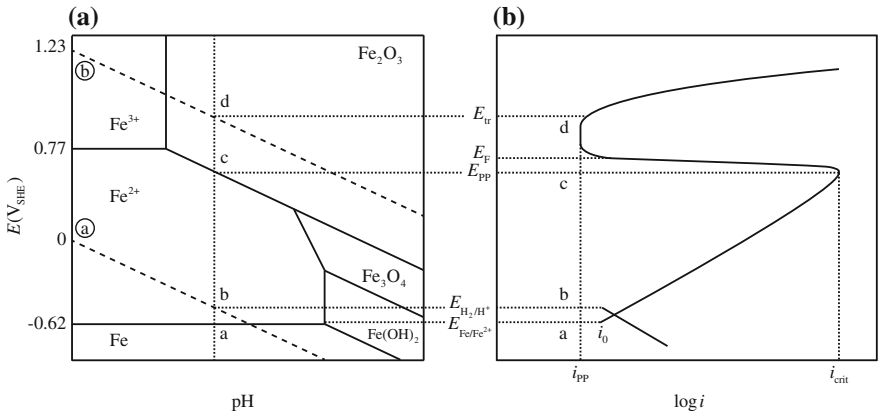 (a)
(b)
1.23
0.77
0
-0.62
E(V_SHE)
ⓑ
ⓐ
Fe₂O₃
Fe³⁺
Fe²⁺
Fe₃O₄
Fe(OH)₂
Fe
d
c
b
a
pH
E_tr
E_F
E_PP
E_H₂/H⁺
E_Fe/Fe²⁺
d
c
b
a
i₀
i_PP
i_crit
log i